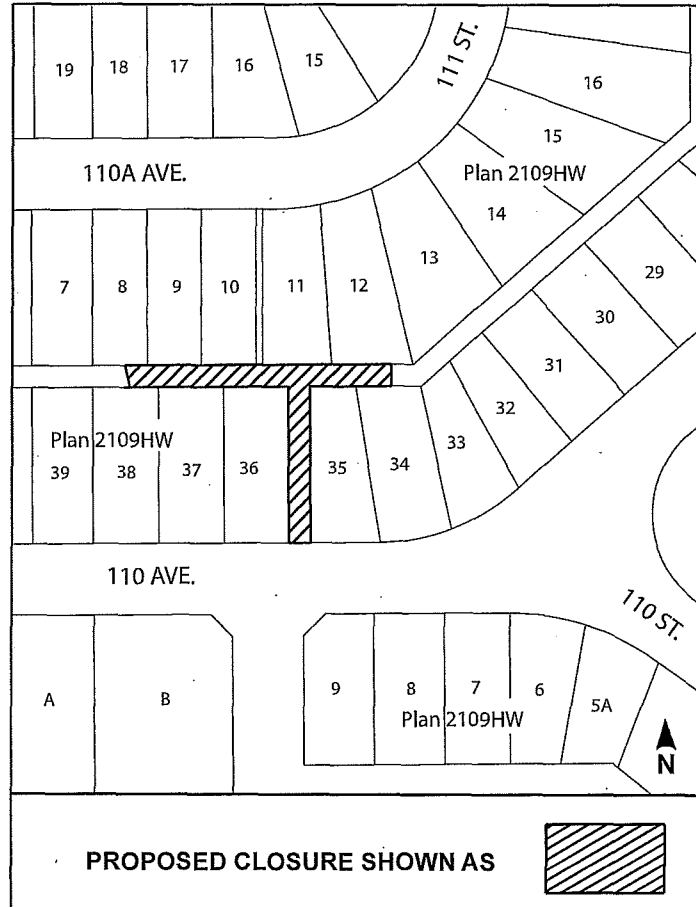 19 18 17 16 15
111 ST.
16
110A AVE.
15
Plan 2109HW
14
13
7 8 9 10 11 12
29
30
31
32
33
Plan 2109HW
39 38 37 36 35 34
110 AVE.
110 ST.
A B 9 8 7 6 5A
Plan 2109HW
N
PROPOSED CLOSURE SHOWN AS